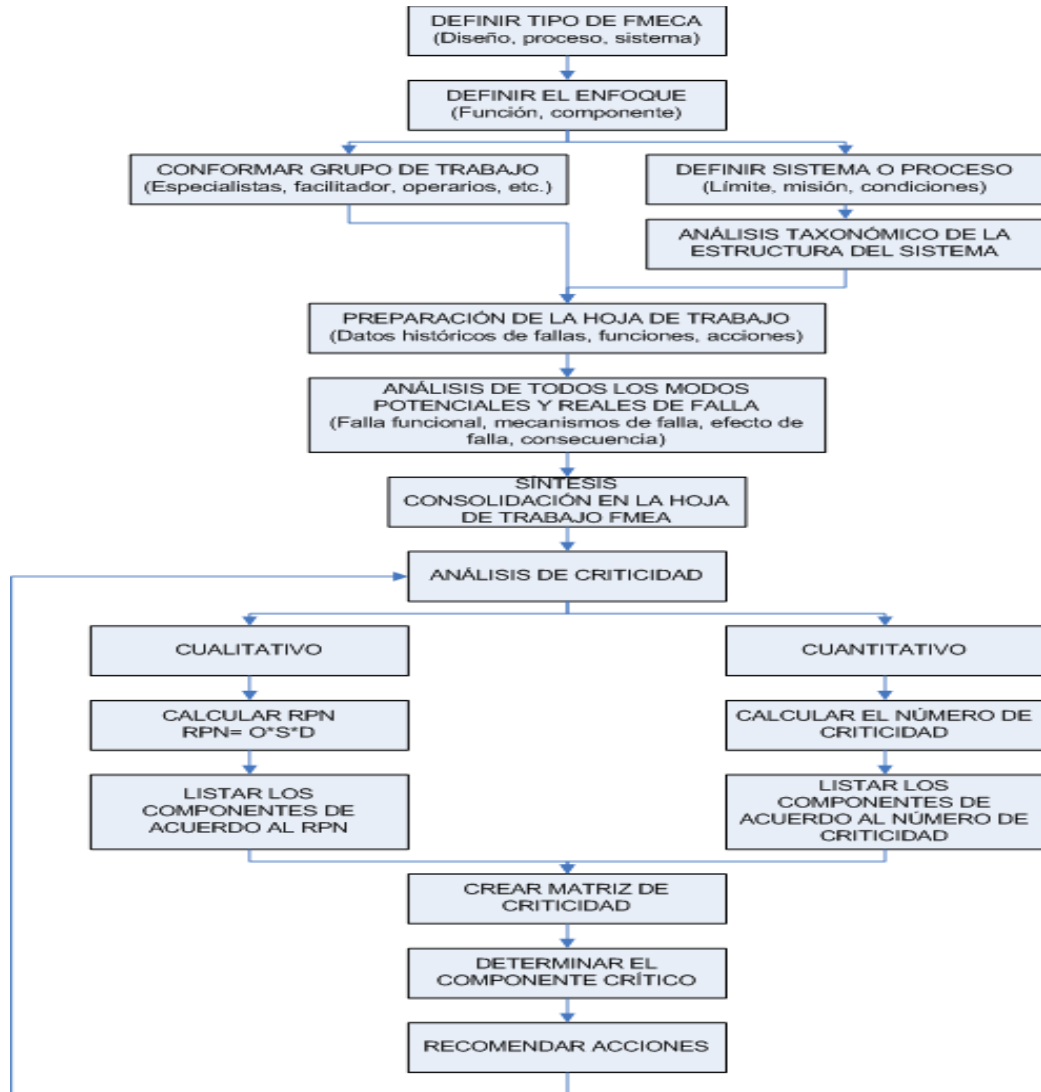 DEFINIR TIPO DE FMECA
(Diseño, proceso, sistema)
DEFINIR EL ENFOQUE
(Función, componente)
CONFORMAR GRUPO DE TRABAJO
(Especialistas, facilitador, operarios, etc.)
DEFINIR SISTEMA O PROCESO
(Límite, misión, condiciones)
ANÁLISIS TAXONÓMICO DE LA
ESTRUCTURA DEL SISTEMA
PREPARACIÓN DE LA HOJA DE TRABAJO
(Datos históricos de fallas, funciones, acciones)
ANÁLISIS DE TODOS LOS MODOS
POTENCIALES Y REALES DE FALLA
(Falla funcional, mecanismos de falla, efecto de
falla, consecuencia)
SÍNTESIS
CONSOLIDACIÓN EN LA HOJA
DE TRABAJO FMEA
ANÁLISIS DE CRITICIDAD
CUALITATIVO
CUANTITATIVO
CALCULAR RPN
RPN= O*S*D
CALCULAR EL NÚMERO DE
CRITICIDAD
LISTAR LOS
COMPONENTES DE
ACUERDO AL RPN
LISTAR LOS
COMPONENTES DE
ACUERDO AL NÚMERO DE
CRITICIDAD
CREAR MATRIZ DE
CRITICIDAD
DETERMINAR EL
COMPONENTE CRÍTICO
RECOMENDAR ACCIONES